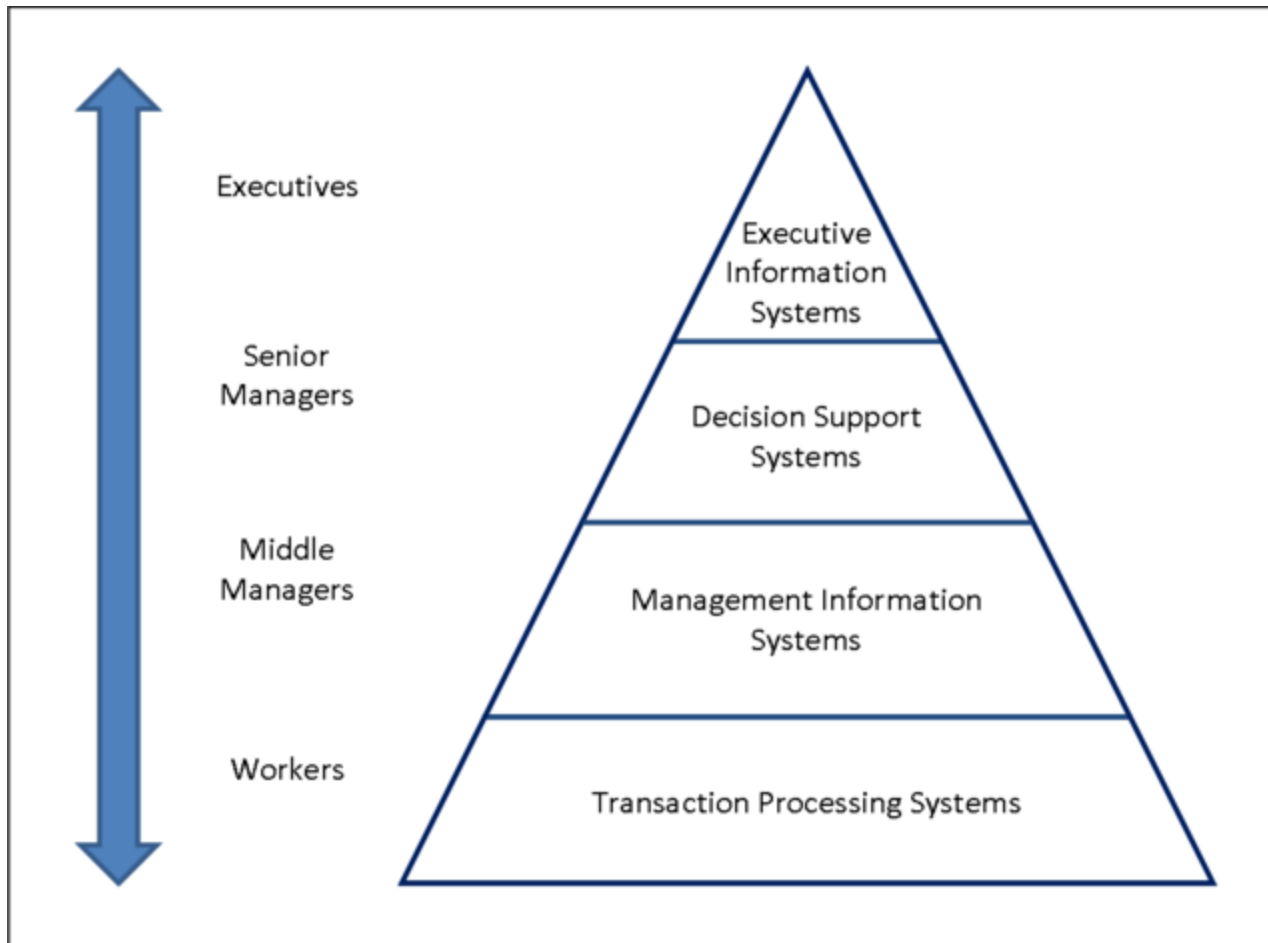 Executives
Executive
Information
Systems
Senior
Managers
Decision Support
Systems
Middle
Managers
Management Information
Systems
Workers
Transaction Processing Systems